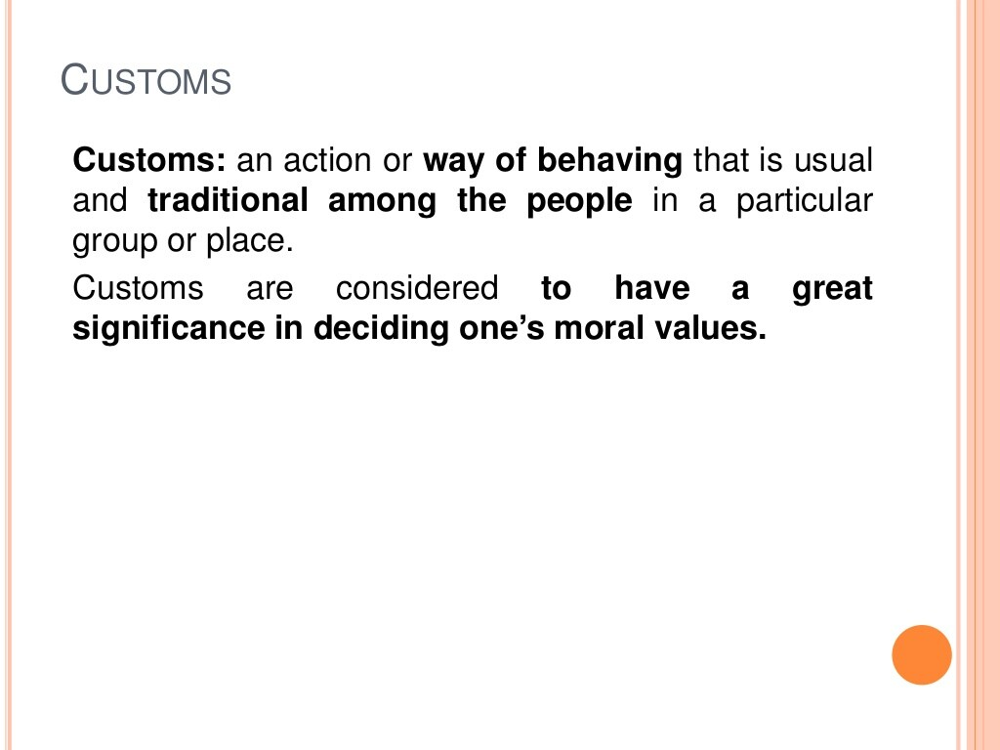 CUSTOMS
Customs: an action or way of behaving that is usual
and traditional among the people in a particular
group or place.
Customs are considered to have a great
significance in deciding one’s moral values.